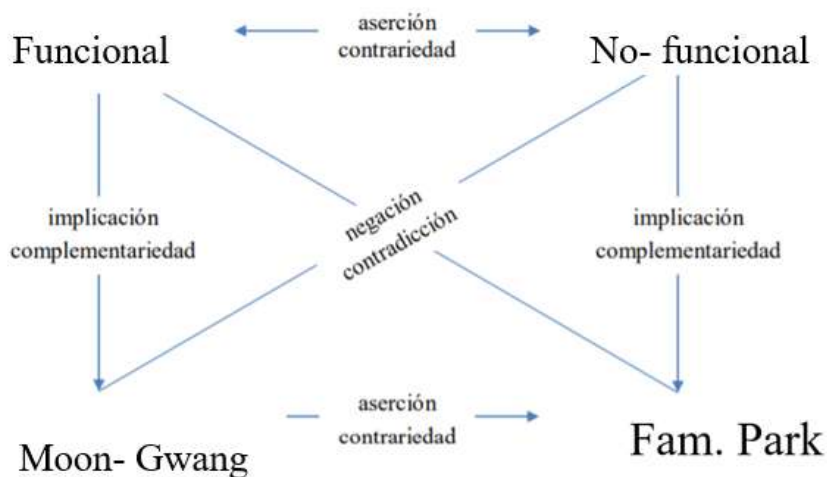 aserción
contrariedad
Funcional
No- funcional
negación
contradicción
implicación
complementariedad
implicación
complementariedad
aserción
contrariedad
Moon- Gwang
Fam. Park